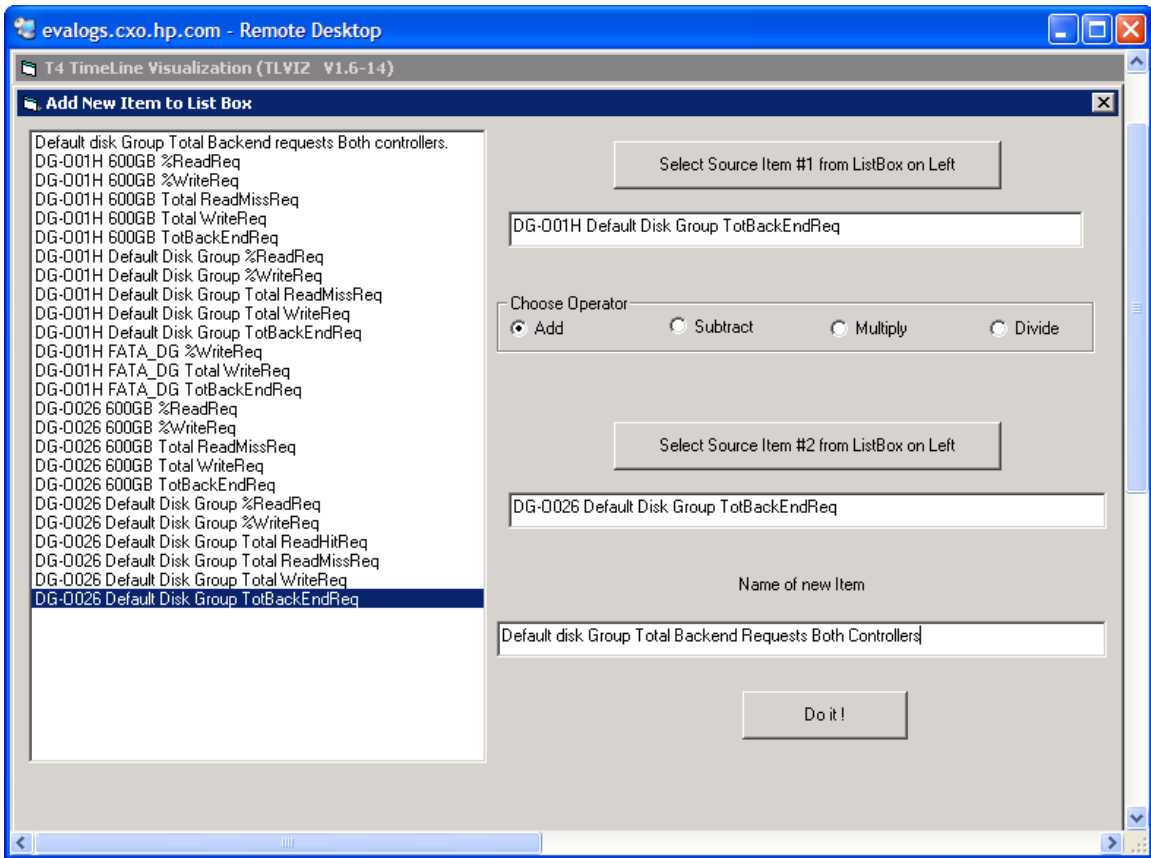 evalogs.cxo.hp.com - Remote Desktop
T4 TimeLine Visualization (TLVIZ V1.6-14)
Add New Item to List Box
Default disk Group Total Backend requests Both controllers.
DG-001H 600GB %ReadReq
DG-001H 600GB %WriteReq
DG-001H 600GB Total ReadMissReq
DG-001H 600GB Total WriteReq
DG-001H 600GB TotBackEndReq
DG-001H Default Disk Group %ReadReq
DG-001H Default Disk Group %WriteReq
DG-001H Default Disk Group Total ReadMissReq
DG-001H Default Disk Group Total WriteReq
DG-001H Default Disk Group TotBackEndReq
DG-001H FATA_DG %WriteReq
DG-001H FATA_DG Total WriteReq
DG-001H FATA_DG TotBackEndReq
DG-0026 600GB %ReadReq
DG-0026 600GB %WriteReq
DG-0026 600GB Total ReadMissReq
DG-0026 600GB Total WriteReq
DG-0026 600GB TotBackEndReq
DG-0026 Default Disk Group %ReadReq
DG-0026 Default Disk Group %WriteReq
DG-0026 Default Disk Group Total ReadHitReq
DG-0026 Default Disk Group Total ReadMissReq
DG-0026 Default Disk Group Total WriteReq
DG-0026 Default Disk Group TotBackEndReq
Select Source Item #1 from ListBox on Left
DG-001H Default Disk Group TotBackEndReq
Choose Operator
Add Subtract Multiply Divide
Select Source Item #2 from ListBox on Left
DG-0026 Default Disk Group TotBackEndReq
Name of new Item
Default disk Group Total Backend Requests Both Controllers
Do it !